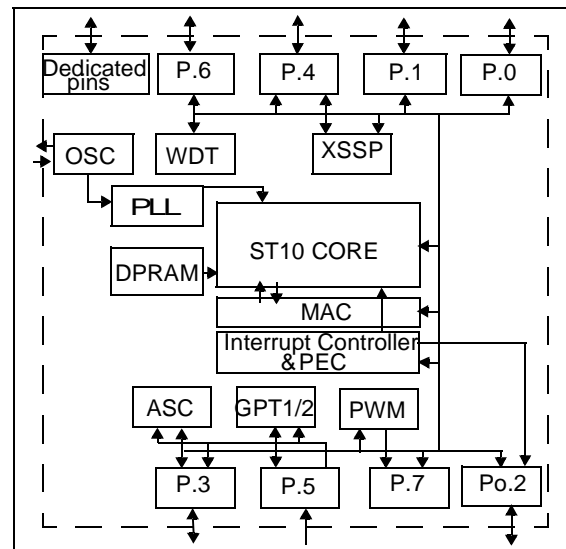 Dedicated
pins
P.6
P.4
P.1
P.0
OSC
WDT
XSSP
PLL
ST10 CORE
DPRAM
MAC
Interrupt Controller
&PEC
ASC
GPT1/2
PWM
P.3
P.5
P.7
Po.2